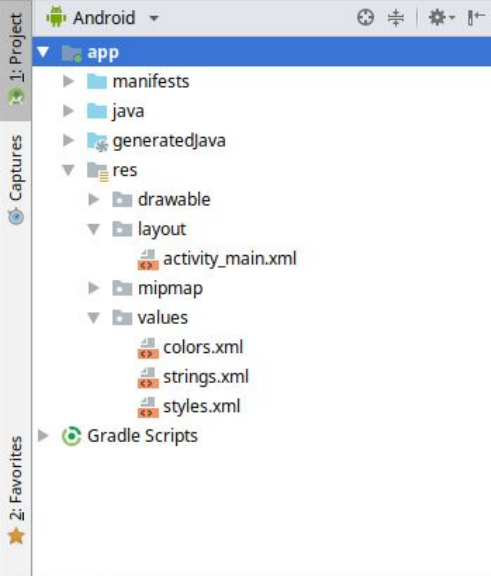 Android
1: Project
Captures
2: Favorites
app
manifests
java
generatedJava
res
drawable
layout
activity_main.xml
mipmap
values
colors.xml
strings.xml
styles.xml
Gradle Scripts